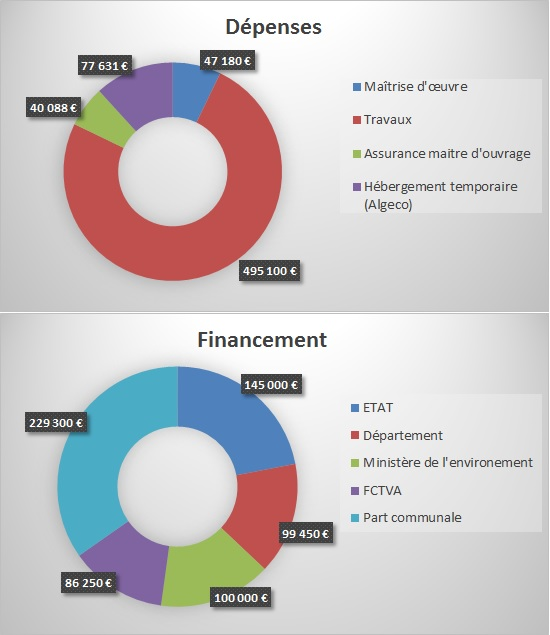 Dépenses
77 631 €
47 180 €
40 088 €
495 100 €
Maîtrise d'œuvre
Travaux
Assurance maitre d'ouvrage
Hébergement temporaire
(Algeco)
Financement
145 000 €
229 300 €
99 450 €
86 250 €
100 000 €
ETAT
Département
Ministère de l'environement
FCTVA
Part communale